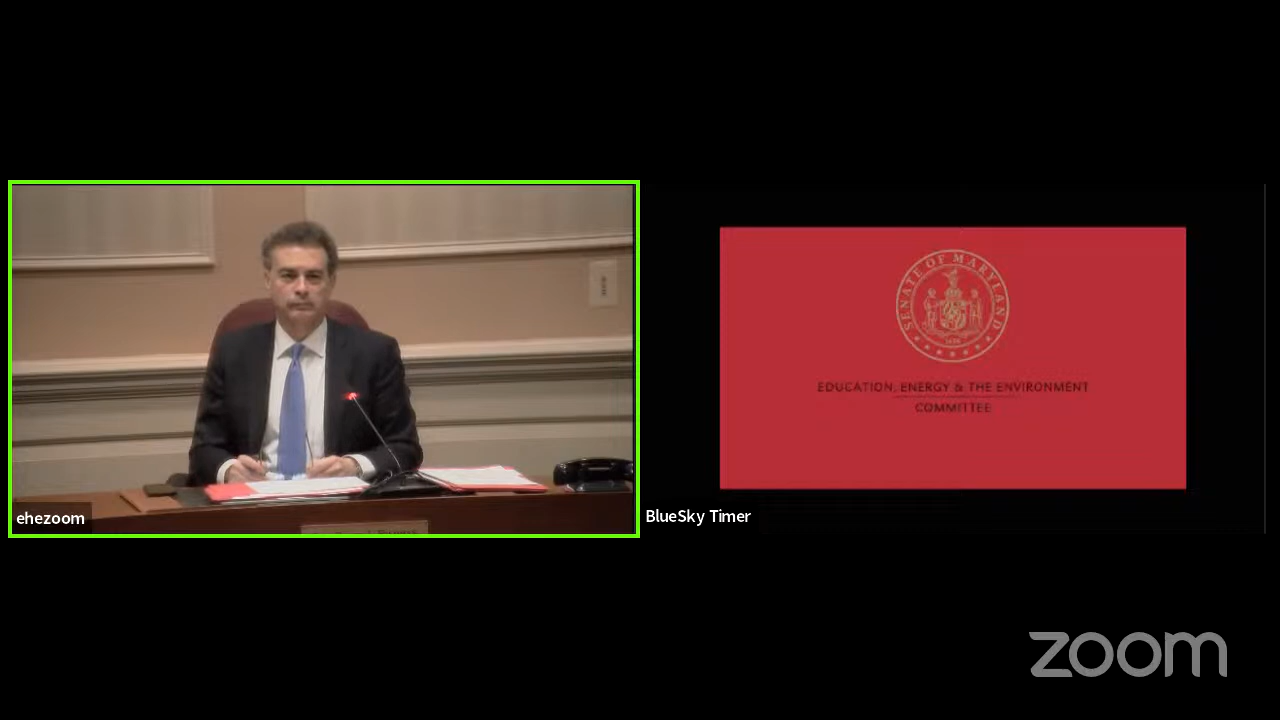 ehezoom
SENATE OF MARYLAND
EDUCATION, ENERGY & THE ENVIRONMENT
COMMITTEE
BlueSky Timer
zoom